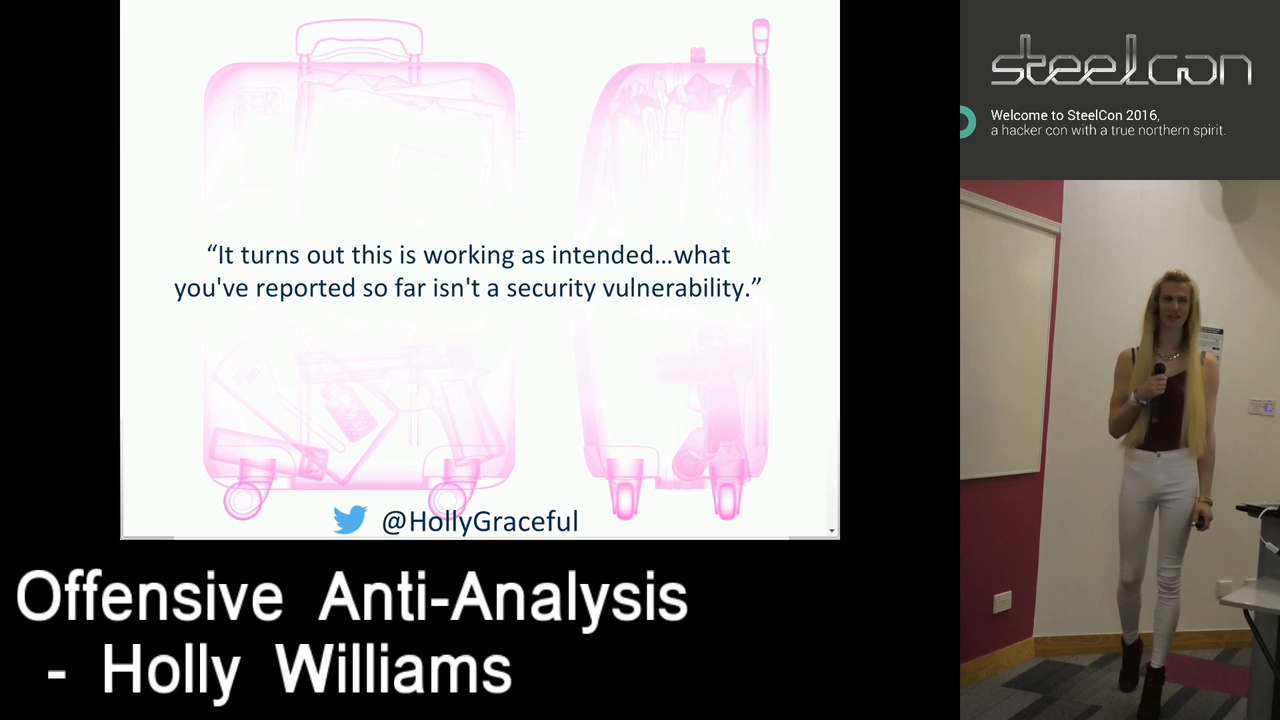 steelcon
Welcome to SteelCon 2016,
a hacker con with a true northern spirit.
“It turns out this is working as intended...what
you've reported so far isn't a security vulnerability.”
@HollyGraceful
Offensive Anti-Analysis
- Holly Williams